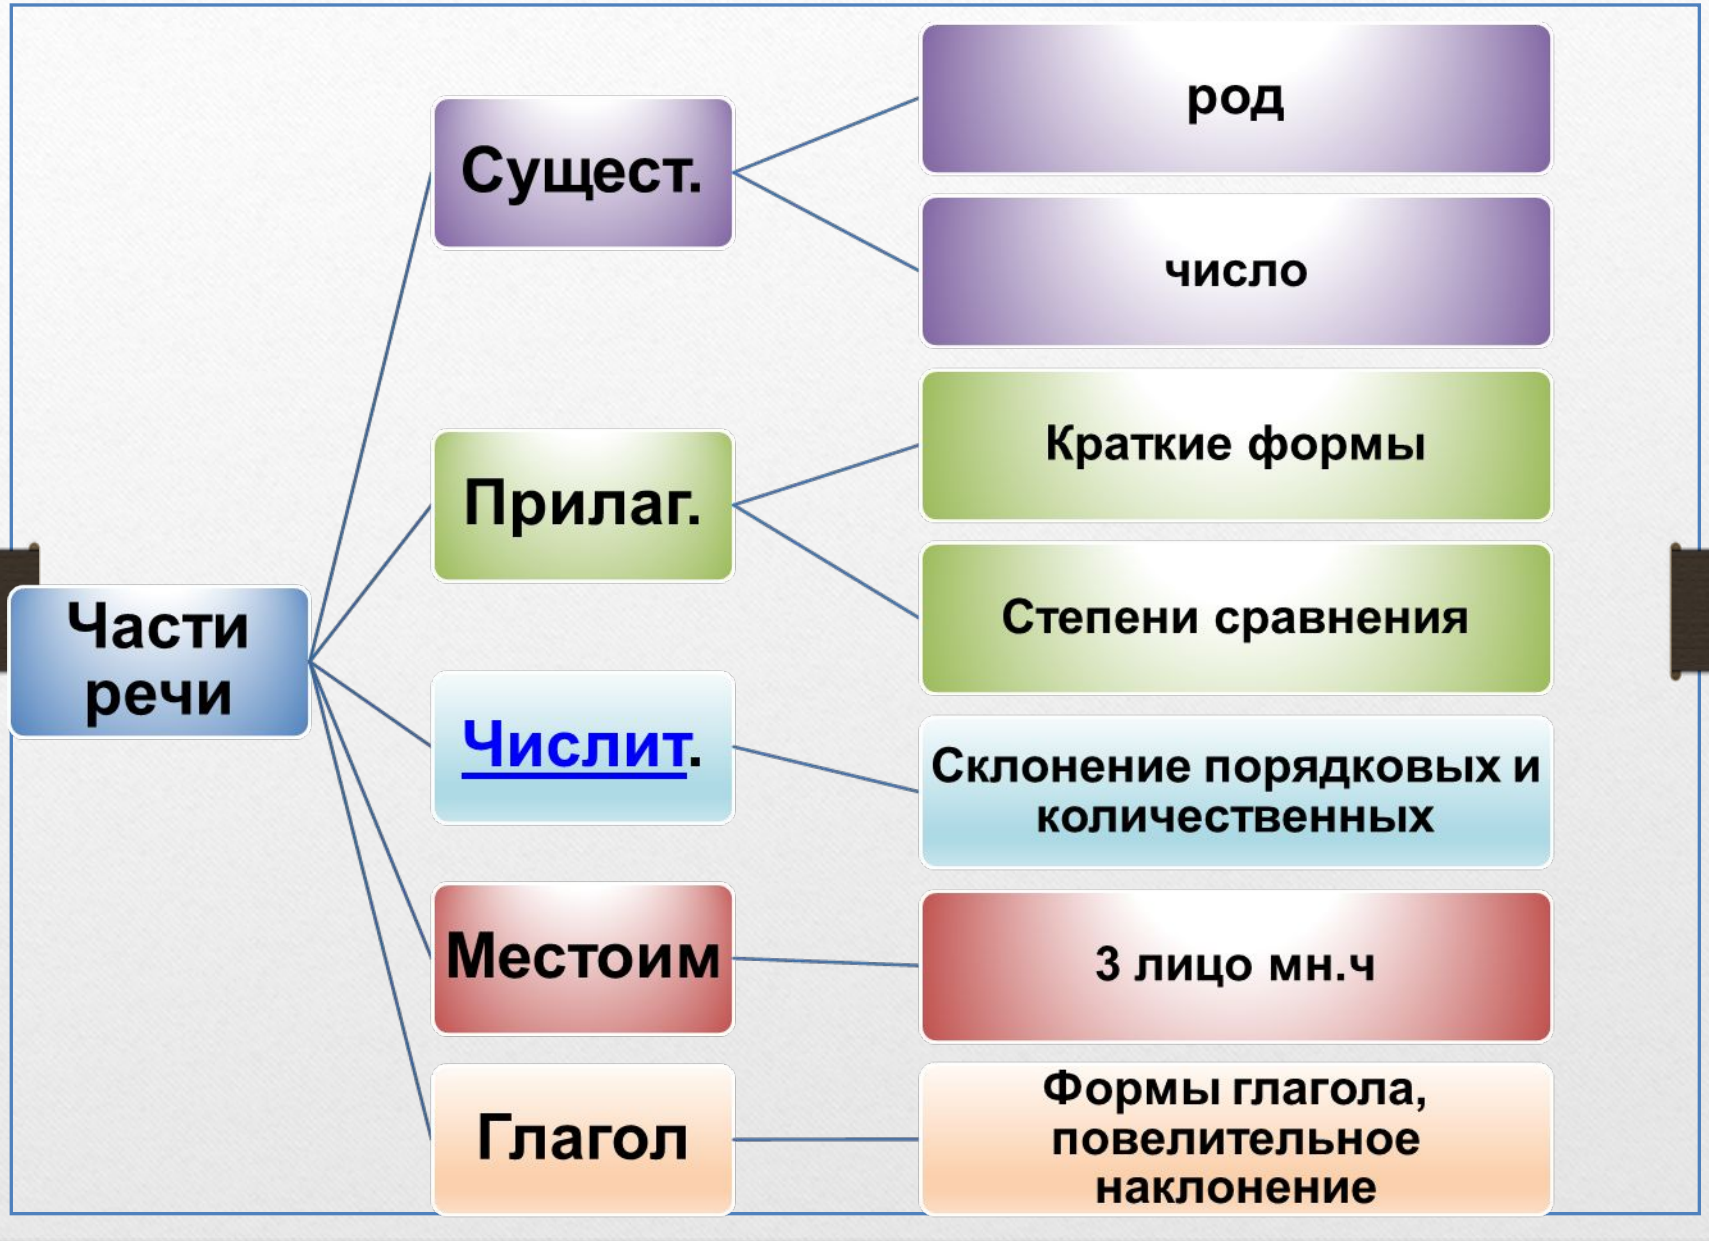 Части
речи
Сущест.
род
число
Прилаг.
Краткие формы
Степени сравнения
Числит.
Склонение порядковых и
количественных
Местоим
3 лицо мн.ч
Глагол
Формы глагола,
повелительное
наклонение